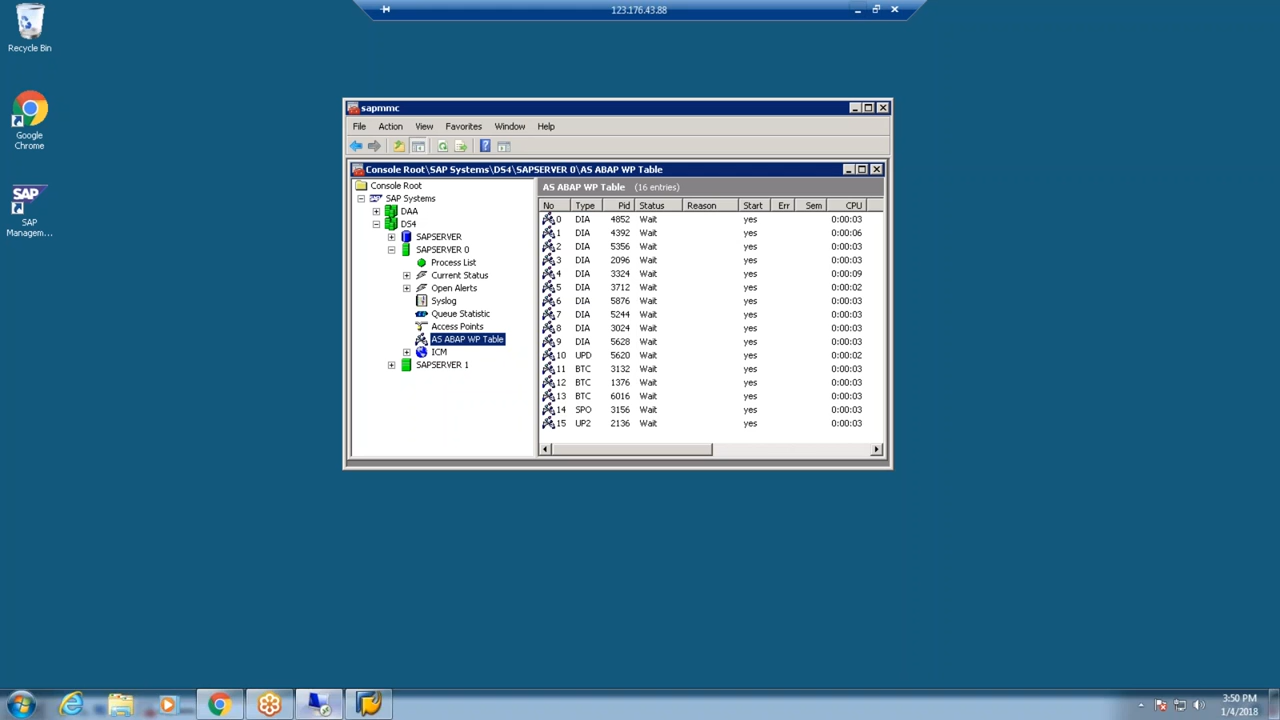 123.176.43.88
Recycle Bin
Google
Chrome
SAP
SAP
Managem...
sapmmc
File Action View Favorites Window Help
Console Root\SAP Systems\DS4\SAPSERVER 0\AS ABAP WP Table
Console Root
SAP Systems
DAA
DS4
SAPSERVER
SAPSERVER 0
Process List
Current Status
Open Alerts
Syslog
Queue Statistic
Access Points
AS ABAP WP Table
ICM
SAPSERVER 1
AS ABAP WP Table (16 entries)
No Type Pid Status Reason Start Err Sem CPU
0 DIA 4852 Wait yes 0:00:03
1 DIA 4392 Wait yes 0:00:06
2 DIA 5356 Wait yes 0:00:03
3 DIA 2096 Wait yes 0:00:03
4 DIA 3324 Wait yes 0:00:09
5 DIA 3712 Wait yes 0:00:02
6 DIA 5876 Wait yes 0:00:03
7 DIA 5244 Wait yes 0:00:03
8 DIA 3024 Wait yes 0:00:03
9 DIA 5628 Wait yes 0:00:03
10 UPD 5620 Wait yes 0:00:02
11 BTC 3132 Wait yes 0:00:03
12 BTC 1376 Wait yes 0:00:03
13 BTC 6016 Wait yes 0:00:03
14 SPO 3156 Wait yes 0:00:03
15 UP2 2136 Wait yes 0:00:03
3:50 PM
1/4/2018